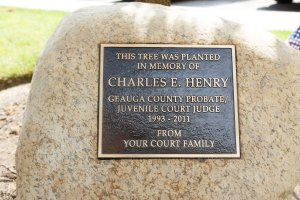 THIS TREE WAS PLANTED
IN MEMORY OF
CHARLES E. HENRY
GEAUGA COUNTY PROBATE/
JUVENILE COURT JUDGE
1993 - 2011
FROM
YOUR COURT FAMILY